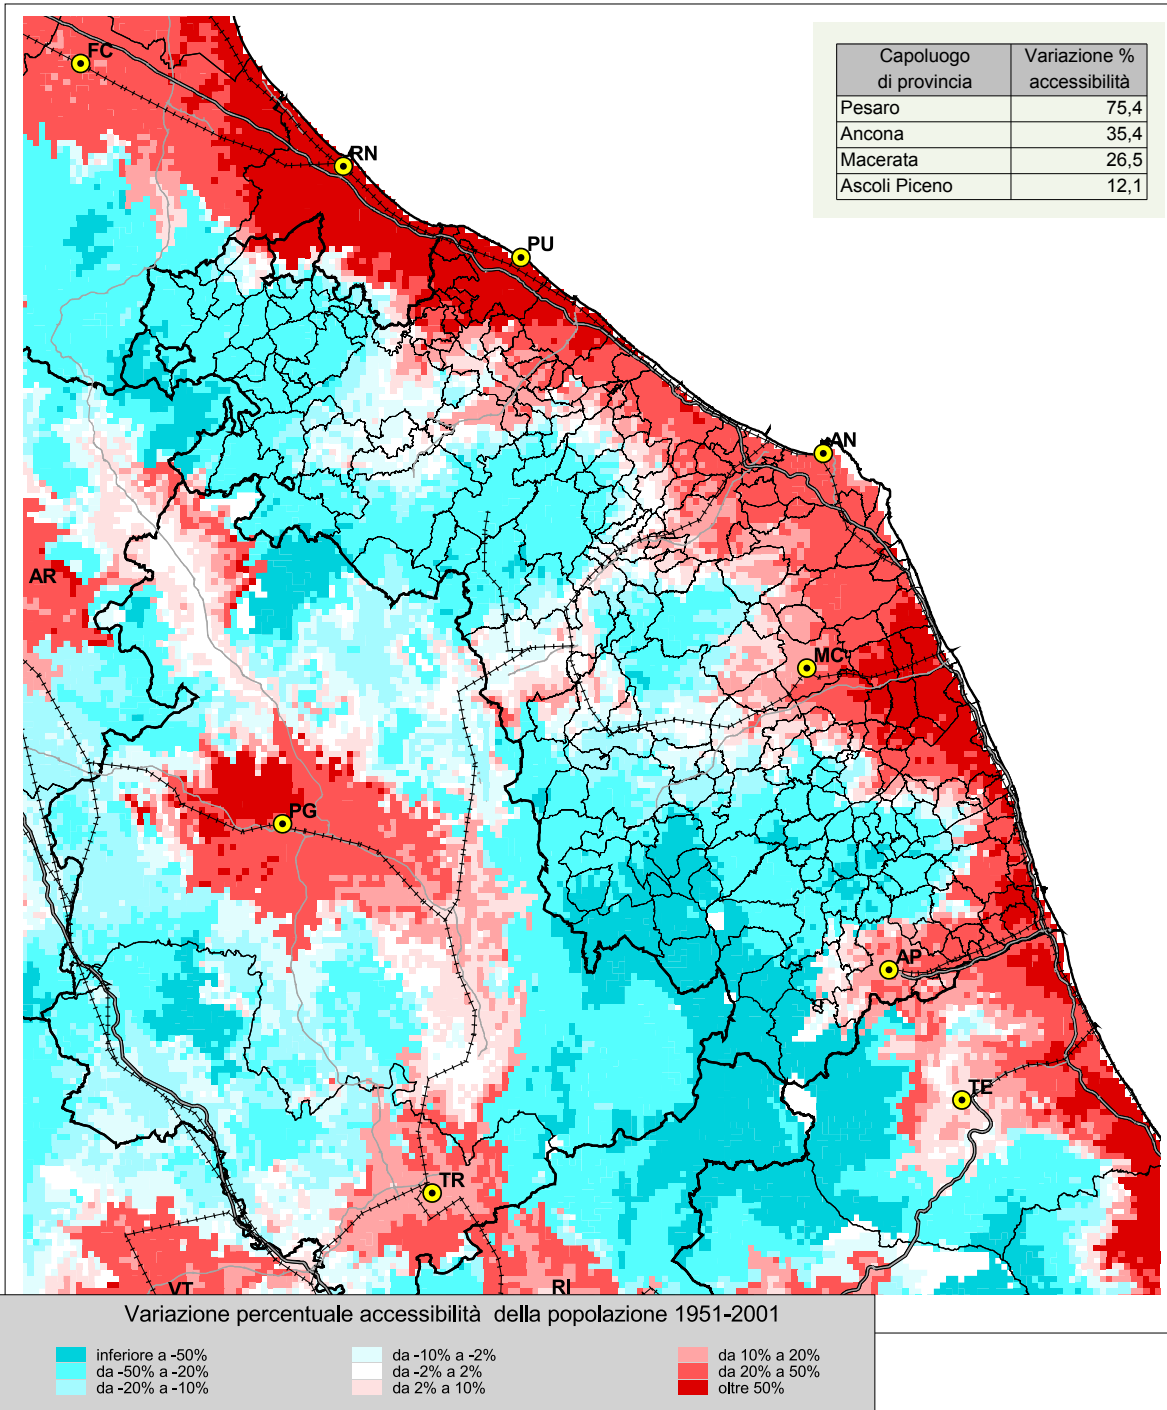 Capoluogo di provincia Variazione % accessibilità
Pesaro 75,4
Ancona 35,4
Macerata 26,5
Ascoli Piceno 12,1
FC
RN
PU
AN
AR
MC
PG
AP
TE
TR
VT
RI
Variazione percentuale accessibilità della popolazione 1951-2001
inferiore a -50%
da -50% a -20%
da -20% a -10%
da -10% a -2%
da -2% a 2%
da 2% a 10%
da 10% a 20%
da 20% a 50%
oltre 50%